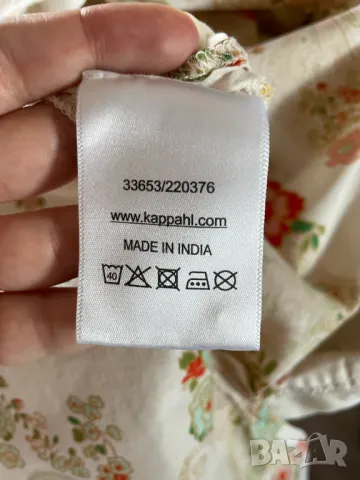 33653/220376
www.kappahl.com
MADE IN INDIA
40
BAZAR